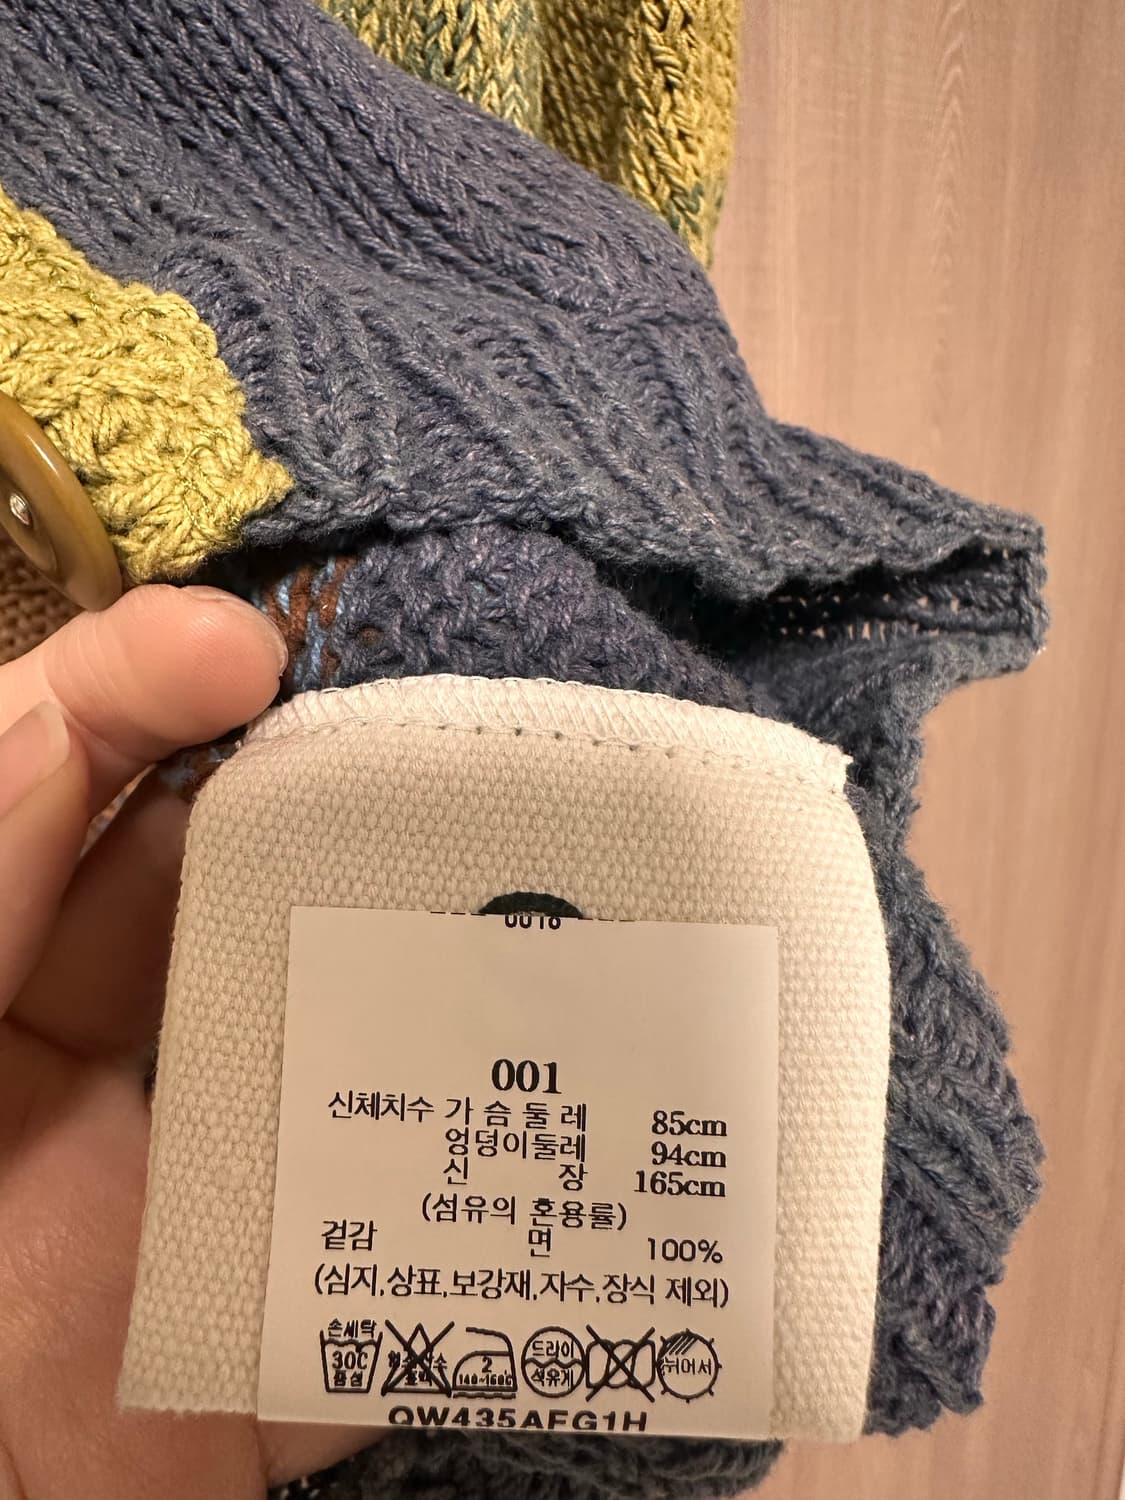 0016
001
신체치수 가 슴 둘 레 85cm
엉덩이둘레 94cm
신 장 165cm
(섬유의 혼용률)
겉감 면 100%
(심지,상표,보강재,자수,장식 제외)
손세탁
30℃
중성
2
140~160℃
드라이
석유계
뉘어서
QW435AFG1H